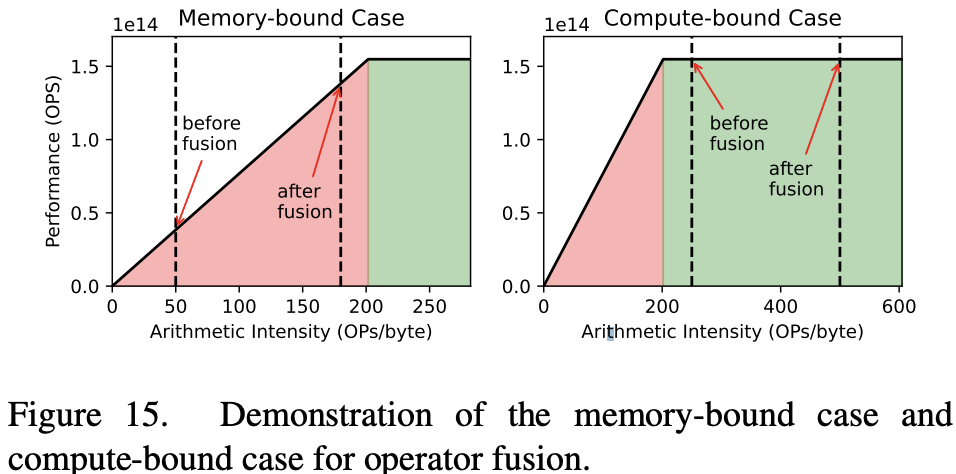 1e14 Memory-bound Case
Performance (OPS)
1.5
1.0
0.5
0.0
before
fusion
after
fusion
0 50 100 150 200 250
Arithmetic Intensity (OPs/byte)
1e14 Compute-bound Case
1.5
1.0
0.5
0.0
before
fusion
after
fusion
0 200 400 600
Arithmetic Intensity (OPs/byte)
Figure 15. Demonstration of the memory-bound case and
compute-bound case for operator fusion.